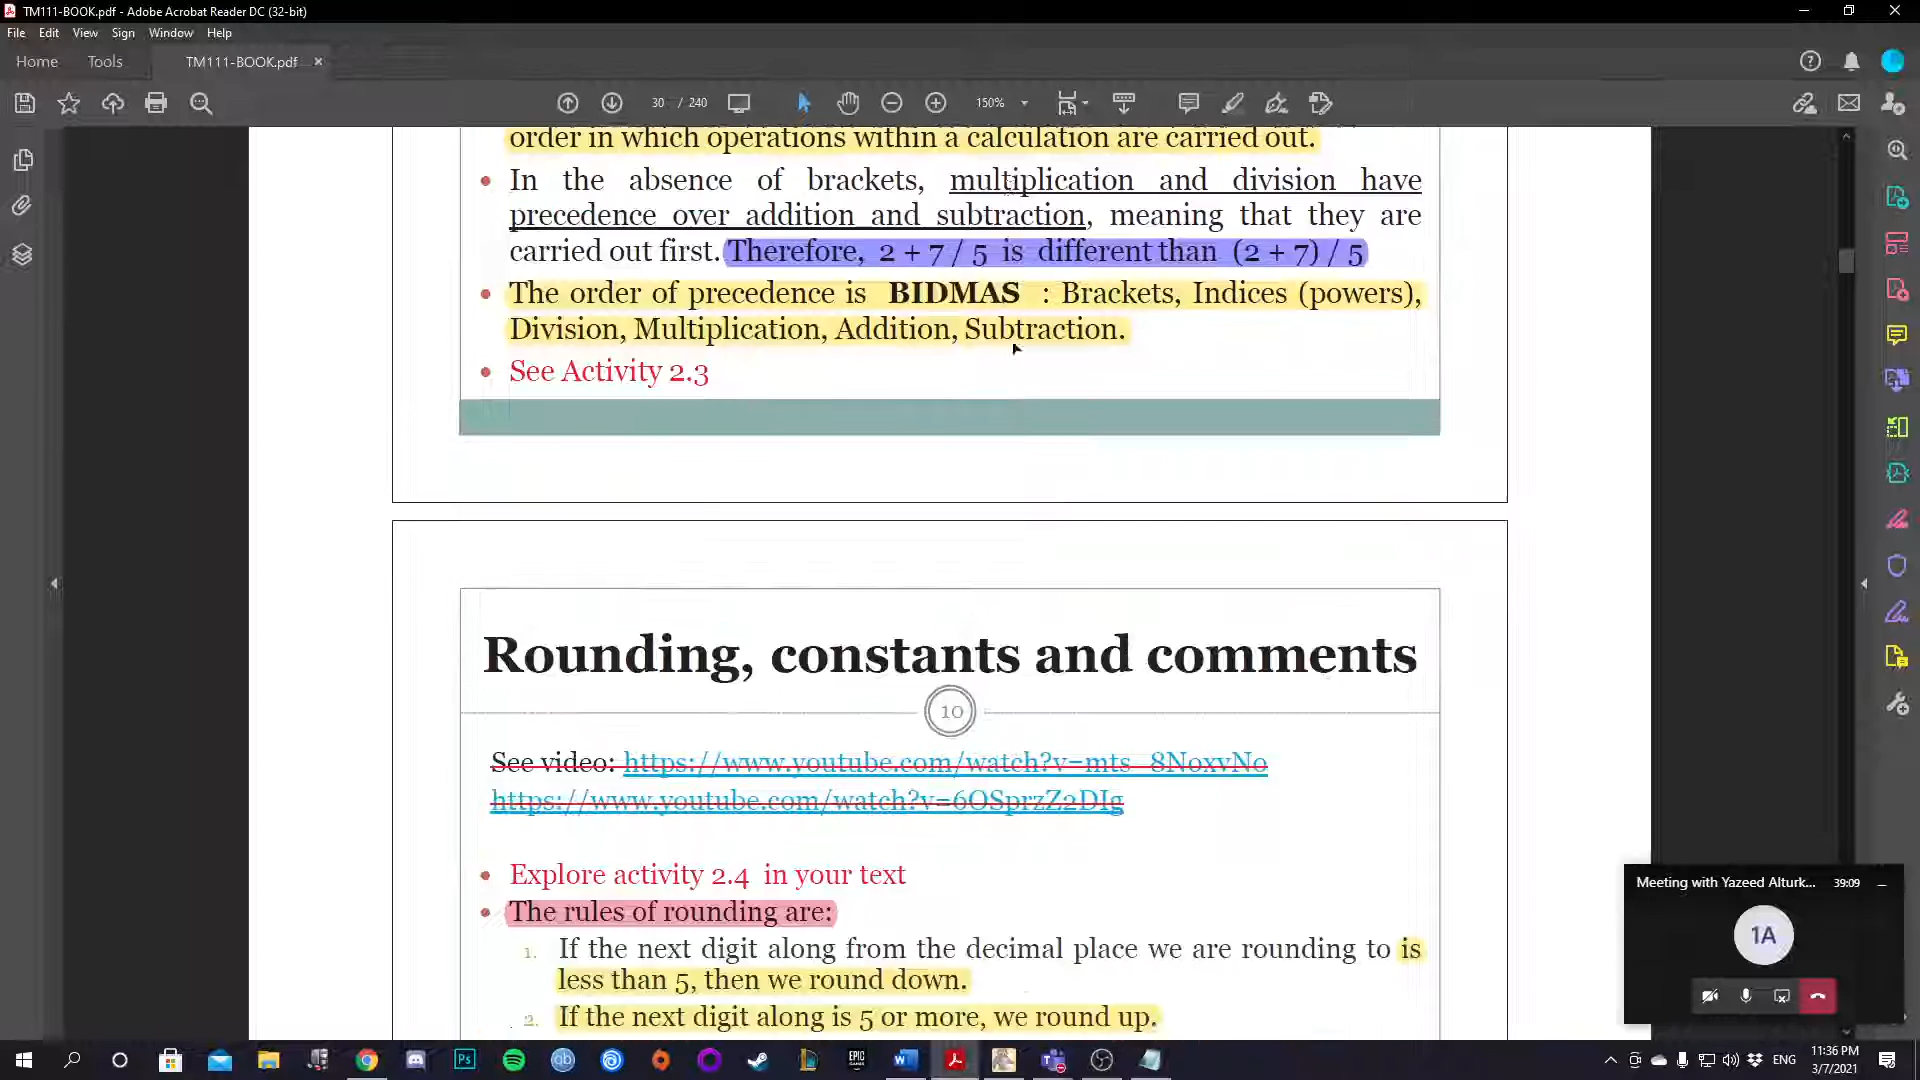 TM111-BOOK.pdf - Adobe Acrobat Reader DC (32-bit)
File Edit View Sign Window Help
Home Tools TM111-BOOK.pdf ×
30 / 240 150%
order in which operations within a calculation are carried out.
• In the absence of brackets, multiplication and division have
precedence over addition and subtraction, meaning that they are
carried out first. Therefore, 2 + 7 / 5 is different than (2 + 7) / 5
• The order of precedence is BIDMAS : Brackets, Indices (powers),
Division, Multiplication, Addition, Subtraction.
• See Activity 2.3
Rounding, constants and comments
10
See video: https://www.youtube.com/watch?v=mts_8NoxvNo
https://www.youtube.com/watch?v=6OSprzZ2DIg
• Explore activity 2.4 in your text
• The rules of rounding are:
1. If the next digit along from the decimal place we are rounding to is
less than 5, then we round down.
2. If the next digit along is 5 or more, we round up.
Meeting with Yazeed Alturk... 39:09
1A
Ps
qb
EPIC GAMES
ENG
11:36 PM
3/7/2021